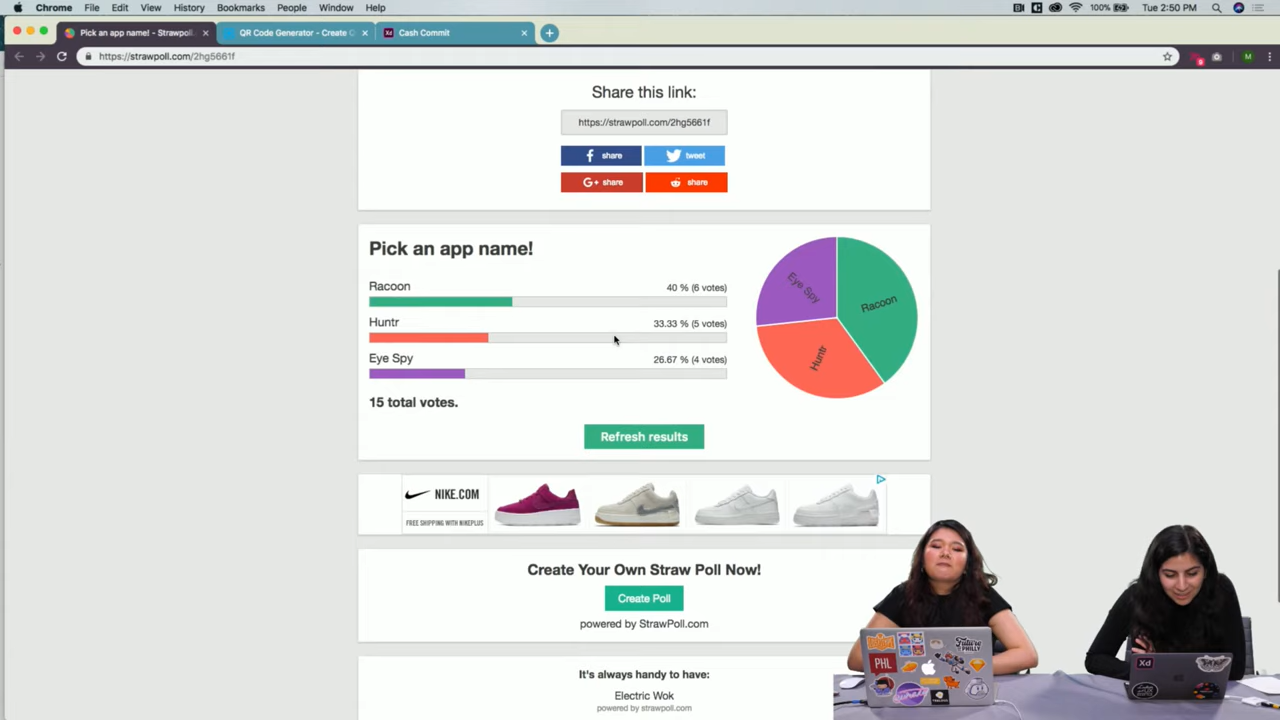 Chrome File Edit View History Bookmarks People Window Help 100% Tue 2:50 PM
Pick an app name! - Strawpoll. QR Code Generator - Create Q Cash Commit
https://strawpoll.com/2hg5661f
Share this link:
https://strawpoll.com/2hg5661f
share tweet
G+ share share
Pick an app name!
Racoon 40 % (6 votes)
Huntr 33.33 % (5 votes)
Eye Spy 26.67 % (4 votes)
15 total votes.
Eye Spy
Racoon
Huntr
Refresh results
NIKE.COM
FREE SHIPPING WITH NIKEPLUS
Create Your Own Straw Poll Now!
Create Poll
powered by StrawPoll.com
It's always handy to have:
Electric Wok
powered by strawpoll.com
Future
PHILLY
PHL
Xd